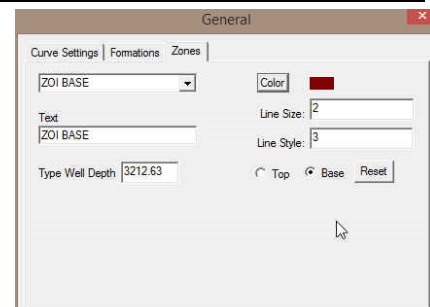 General
Curve Settings | Formations | Zones
ZOI BASE
Color
Text
Line Size: 2
ZOI BASE
Line Style: 3
Type Well Depth 3212.63
Top Base Reset